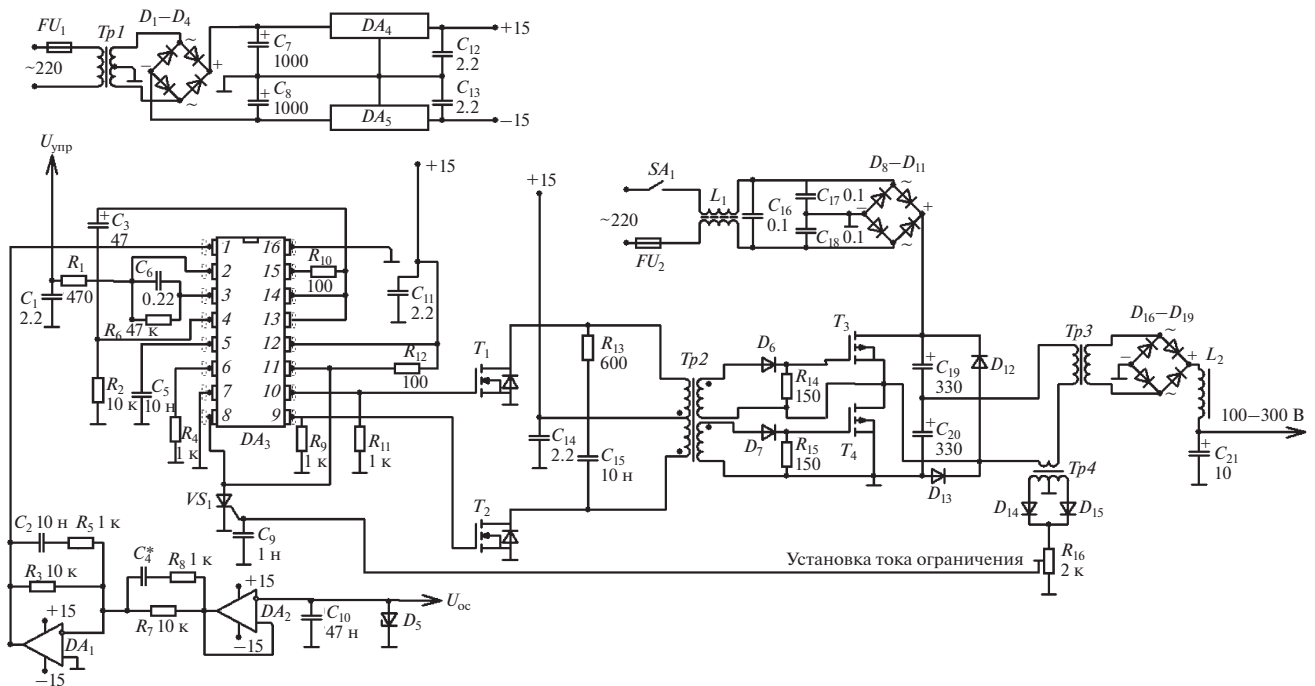 FU₁
Tp1
D₁–D₄
~220
~
–
+
~
+
C₇
1000
+
C₈
1000
DA₄
DA₅
C₁₂
2.2
C₁₃
2.2
+15
–15
Uупр
+
C₃
47
R₁
470
C₁
2.2
C₆
0.22
R₆ 47 к
R₂
10 к
C₅
10 н
R₄
1 к
1
2
3
4
5
6
7
8
16
15
14
13
12
11
10
9
DA₃
R₁₀
100
+15
C₁₁
2.2
R₁₂
100
R₉
1 к
R₁₁
1 к
VS₁
C₉
1 н
T₁
T₂
+15
R₁₃
600
C₁₄
2.2
C₁₅
10 н
Tp2
SA₁
~220
FU₂
L₁
C₁₆
0.1
C₁₇ 0.1
C₁₈ 0.1
D₈–D₁₁
~
–
+
~
D₆
R₁₄
150
D₇
R₁₅
150
T₃
T₄
+
C₁₉
330
+
C₂₀
330
D₁₂
D₁₃
Tp3
D₁₆–D₁₉
~
–
+
~
L₂
100–300 В
+
C₂₁
10
Tp4
D₁₄
D₁₅
R₁₆
2 к
Установка тока ограничения
C₂ 10 н
R₅ 1 к
R₃ 10 к
C₄*
R₈ 1 к
R₇ 10 к
+15
DA₁
–15
+15
DA₂
–15
C₁₀
47 н
D₅
Uос